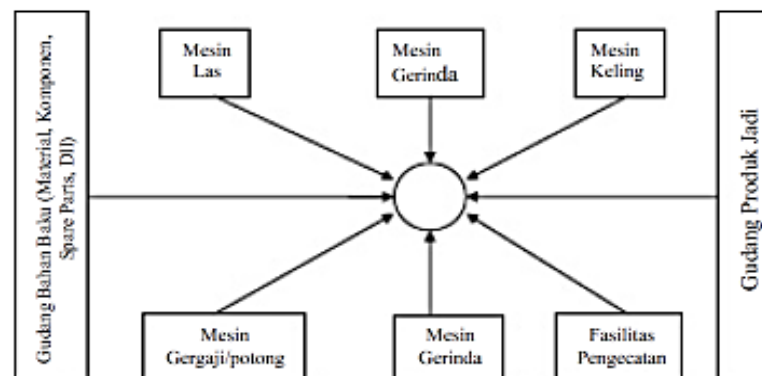 Gudang Bahan Baku (Material, Komponen,
Spare Parts, Dll)
Mesin
Las
Mesin
Gerinda
Mesin
Keling
Mesin
Gergaji/potong
Mesin
Gerinda
Fasilitas
Pengecatan
Gudang Produk Jadi